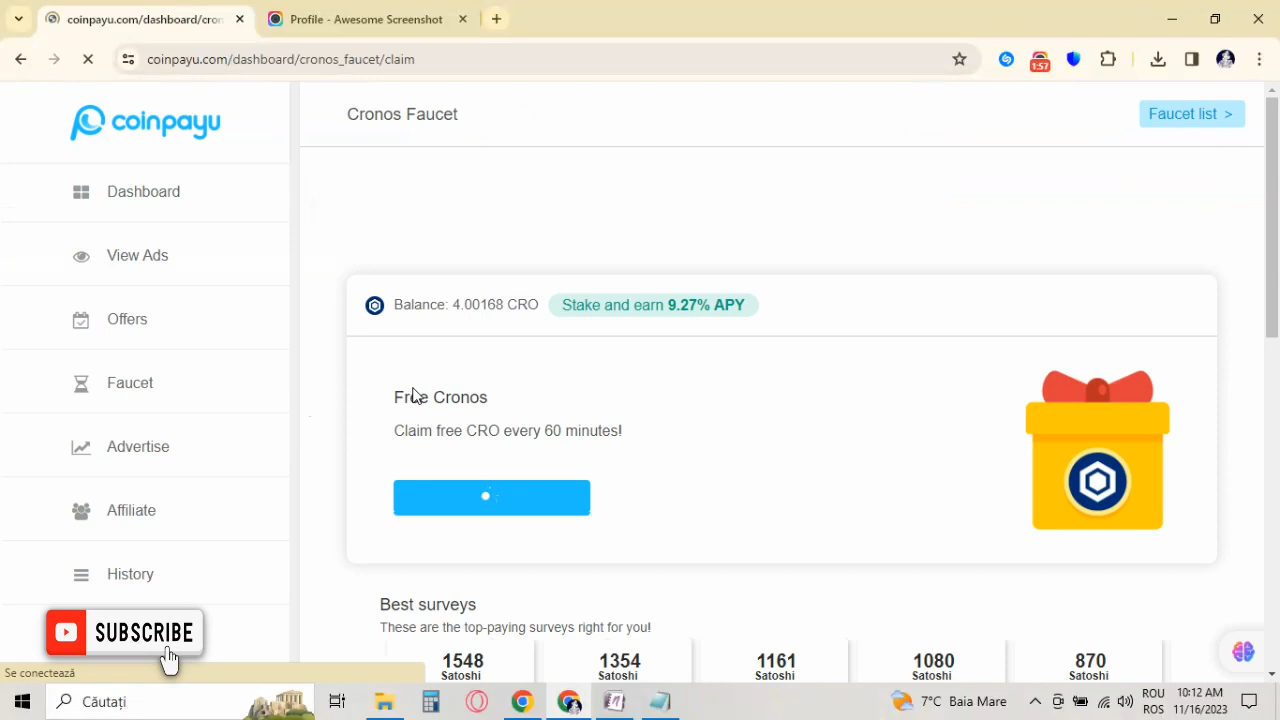 coinpayu.com/dashboard/cron
Profile - Awesome Screenshot
coinpayu.com/dashboard/cronos_faucet/claim
1:57
coinpayu
Cronos Faucet
Faucet list >
Dashboard
View Ads
Offers
Faucet
Advertise
Affiliate
History
Balance: 4.00168 CRO
Stake and earn 9.27% APY
Free Cronos
Claim free CRO every 60 minutes!
Best surveys
These are the top-paying surveys right for you!
1548
Satoshi
1354
Satoshi
1161
Satoshi
1080
Satoshi
870
Satoshi
SUBSCRIBE
Se conectează
Căutați
7°C Baia Mare
ROU
ROS
10:12 AM
11/16/2023